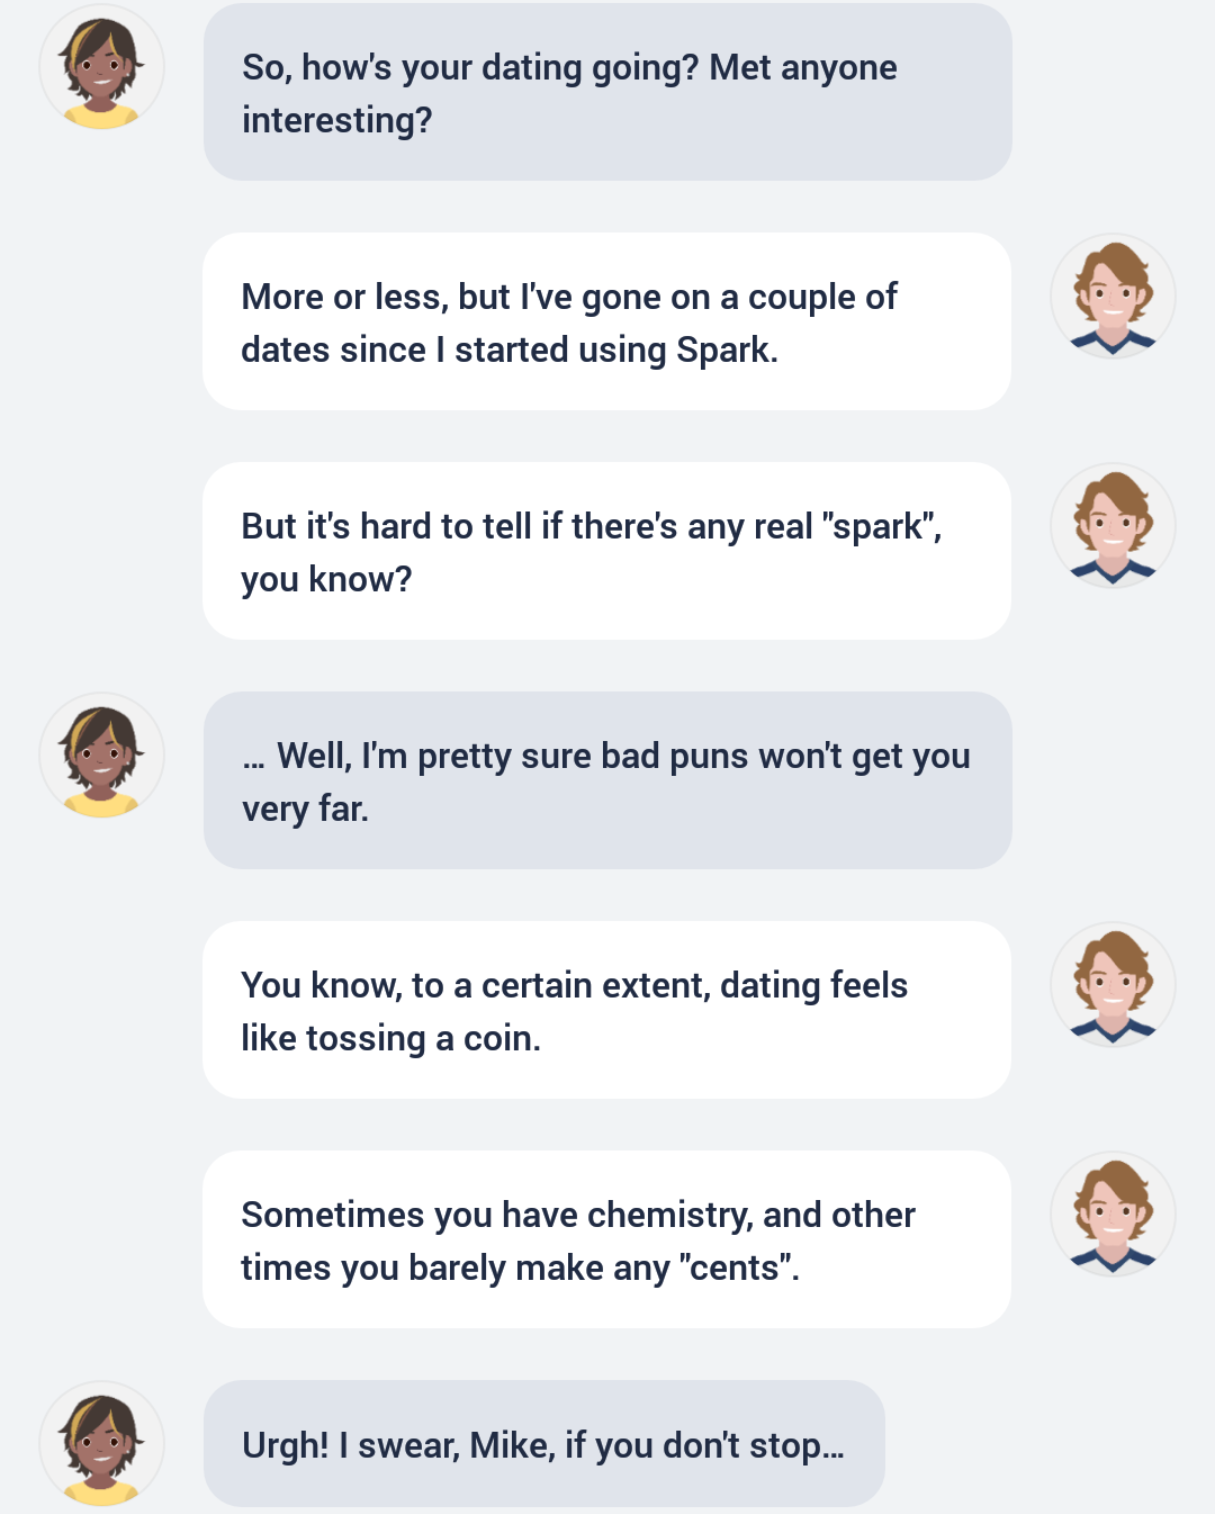 So, how's your dating going? Met anyone
interesting?
More or less, but I've gone on a couple of
dates since I started using Spark.
But it's hard to tell if there's any real "spark",
you know?
... Well, I'm pretty sure bad puns won't get you
very far.
You know, to a certain extent, dating feels
like tossing a coin.
Sometimes you have chemistry, and other
times you barely make any "cents".
Urgh! I swear, Mike, if you don't stop...